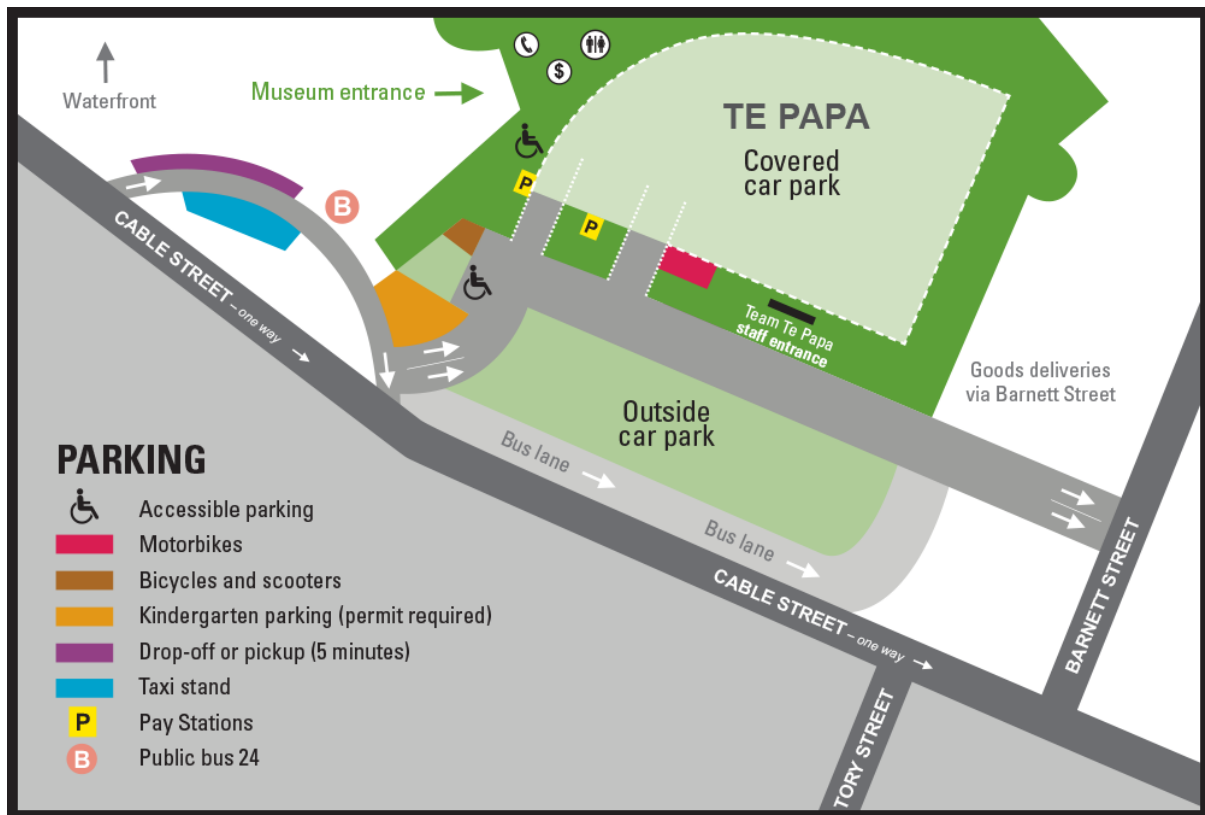 Waterfront
Museum entrance
$
TE PAPA
Covered
car park
P
P
B
CABLE STREET – one way
Team Te Papa
staff entrance
Goods deliveries
via Barnett Street
Outside
car park
Bus lane
Bus lane
CABLE STREET – one way
BARNETT STREET
TORY STREET
PARKING
Accessible parking
Motorbikes
Bicycles and scooters
Kindergarten parking (permit required)
Drop-off or pickup (5 minutes)
Taxi stand
P Pay Stations
B Public bus 24